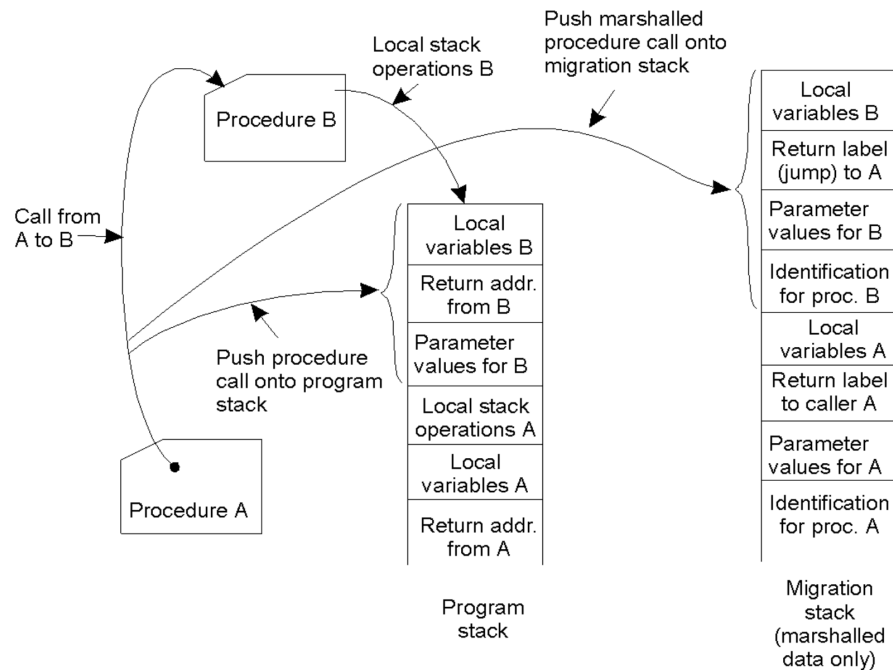 Push marshalled
procedure call onto
migration stack
Local stack
operations B
Procedure B
Call from
A to B
Push procedure
call onto program
stack
Procedure A
Local
variables B
Return addr.
from B
Parameter
values for B
Local stack
operations A
Local
variables A
Return addr.
from A
Program
stack
Local
variables B
Return label
(jump) to A
Parameter
values for B
Identification
for proc. B
Local
variables A
Return label
to caller A
Parameter
values for A
Identification
for proc. A
Migration
stack
(marshalled
data only)